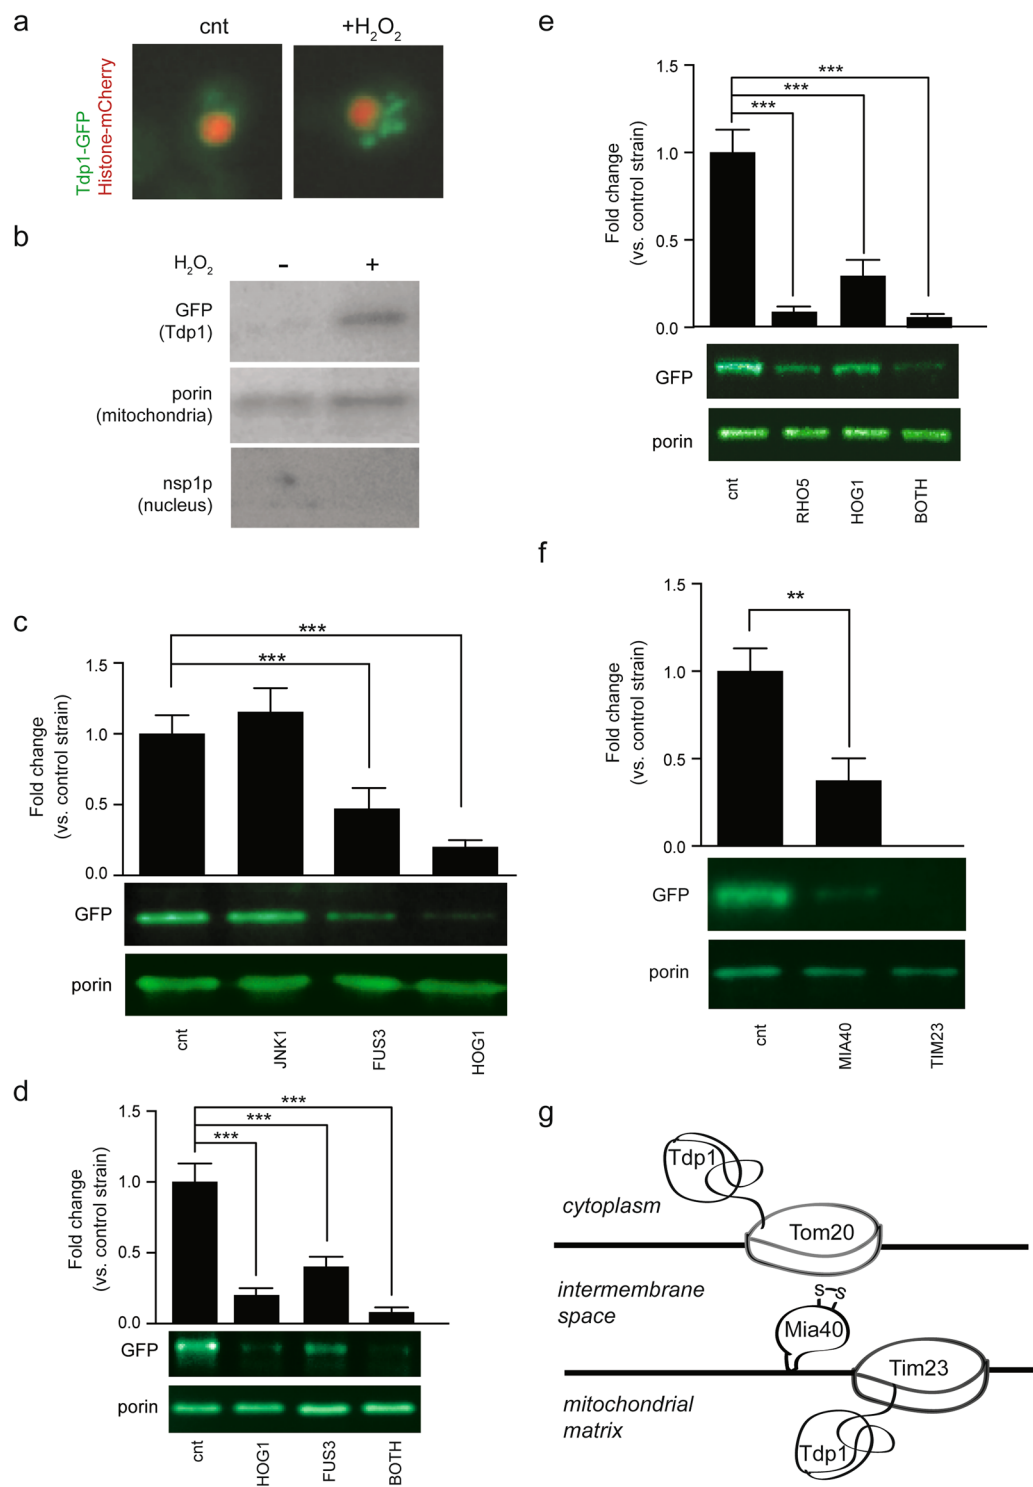 a
cnt
+H₂O₂
Tdp1-GFP
Histone-mCherry
b
H₂O₂
-
+
GFP
(Tdp1)
porin
(mitochondria)
nsp1p
(nucleus)
c
Fold change
(vs. control strain)
1.5
1.0
0.5
0.0
***
***
GFP
porin
cnt
JNK1
FUS3
HOG1
d
Fold change
(vs. control strain)
1.5
1.0
0.5
0.0
***
***
***
GFP
porin
cnt
HOG1
FUS3
BOTH
e
Fold change
(vs. control strain)
1.5
1.0
0.5
0.0
***
***
***
GFP
porin
cnt
RHO5
HOG1
BOTH
f
Fold change
(vs. control strain)
1.5
1.0
0.5
0.0
**
GFP
porin
cnt
MIA40
TIM23
g
Tdp1
cytoplasm
Tom20
intermembrane
space
S S
Mia40
Tim23
mitochondrial
matrix
Tdp1